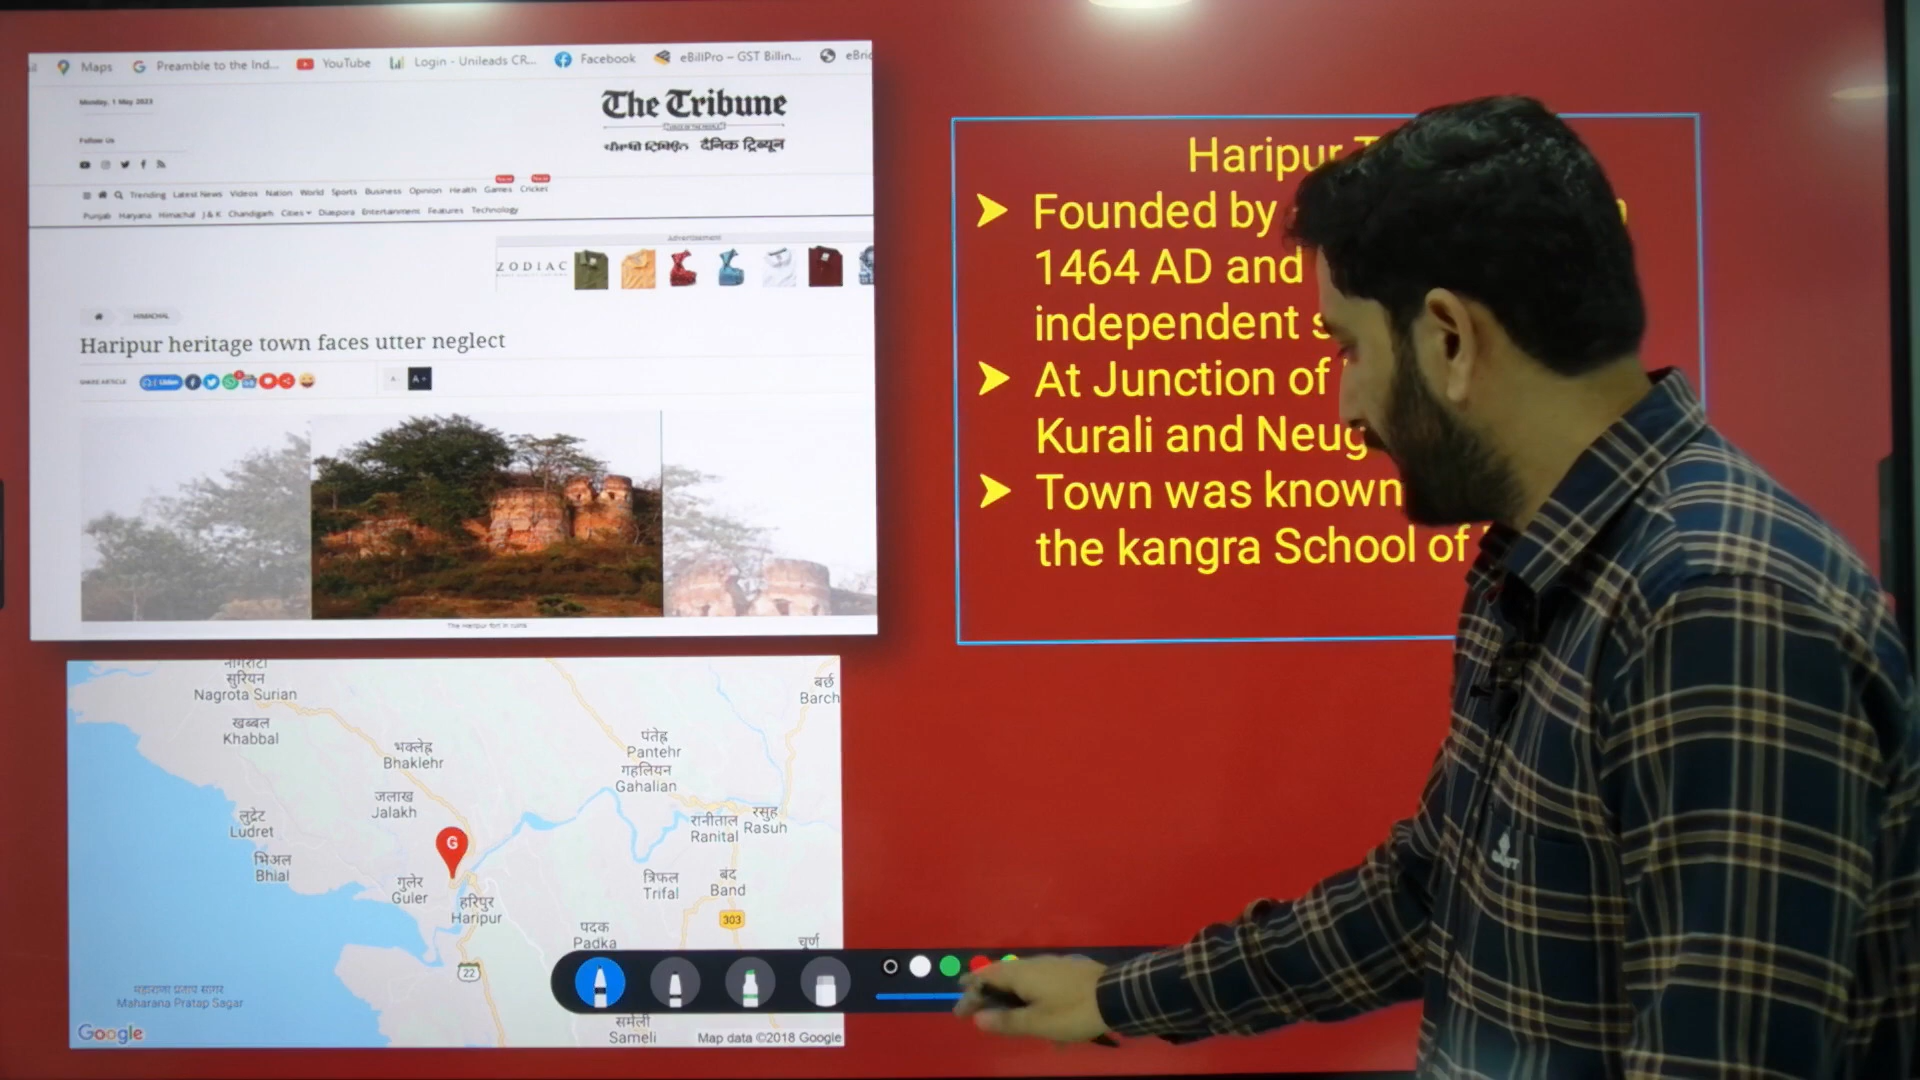 Maps
Preamble to the Ind...
YouTube
Login - Unileads CR...
Facebook
eBillPro – GST Billin...
Monday, 1 May 2023
The Tribune
दैनिक ट्रिब्यून
Follow Us
Trending Latest News Videos Nation World Sports Business Opinion Health Games Cricket
Punjab Haryana Himachal J & K Chandigarh Cities Diaspora Entertainment Features Technology
Advertisement
ZODIAC
HIMACHAL
Haripur heritage town faces utter neglect
SHARE ARTICLE
Listen
A-
A+
The Haripur fort in ruins
Haripur
Founded by
1464 AD and
independent
At Junction of
Kurali and Neug
Town was known
the kangra School of
सुरियन
Nagrota Surian
खब्बल
Khabbal
भक्लेह्र
Bhaklehr
जलाख
Jalakh
लुद्रेट
Ludret
भिअल
Bhial
G
गुलेर
Guler
हरिपुर
Haripur
पंतेह्र
Pantehr
गहलियन
Gahalian
बर्छ
Barch
रानीताल
Ranital
रसुह
Rasuh
त्रिफल
Trifal
बंद
Band
303
पदक
Padka
22
महाराणा प्रताप सागर
Maharana Pratap Sagar
समेली
Sameli
Google
Map data ©2018 Google